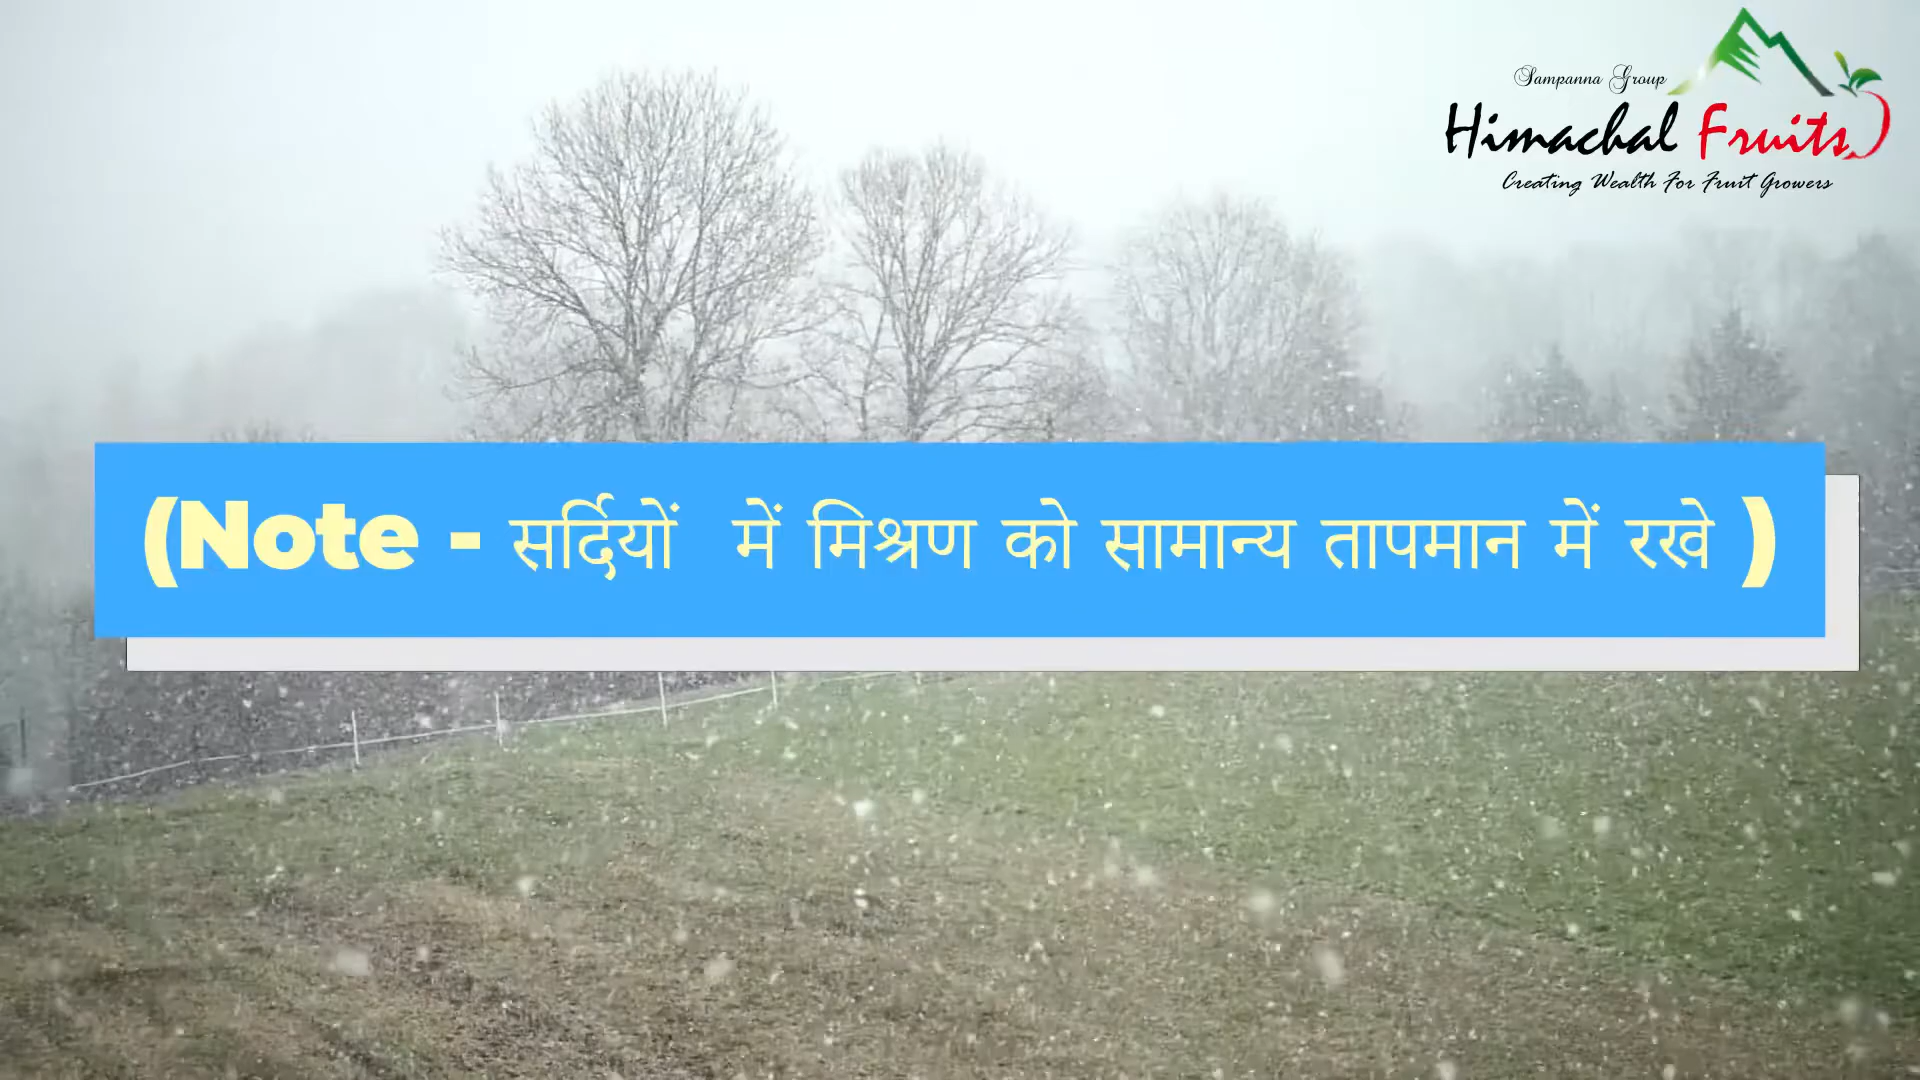 Sampanna Group
Himachal Fruits
Creating Wealth For Fruit Growers
(Note - सर्दियों में मिश्रण को सामान्य तापमान में रखे )